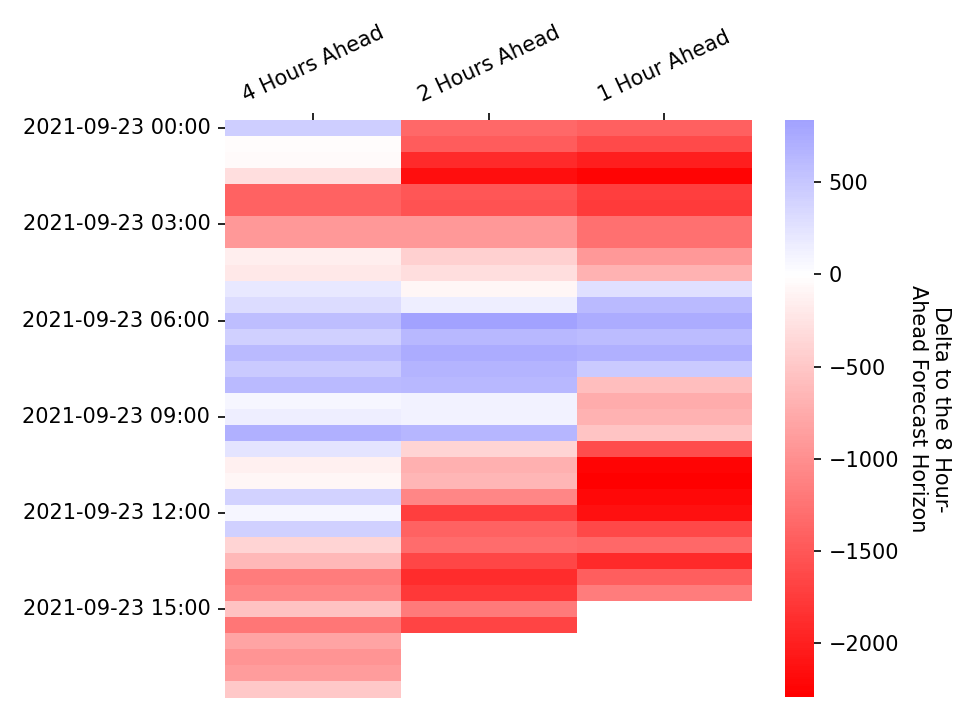 4 Hours Ahead
2 Hours Ahead
1 Hour Ahead
2021-09-23 00:00
2021-09-23 03:00
2021-09-23 06:00
2021-09-23 09:00
2021-09-23 12:00
2021-09-23 15:00
500
0
−500
−1000
−1500
−2000
Delta to the 8 Hour-
Ahead Forecast Horizon